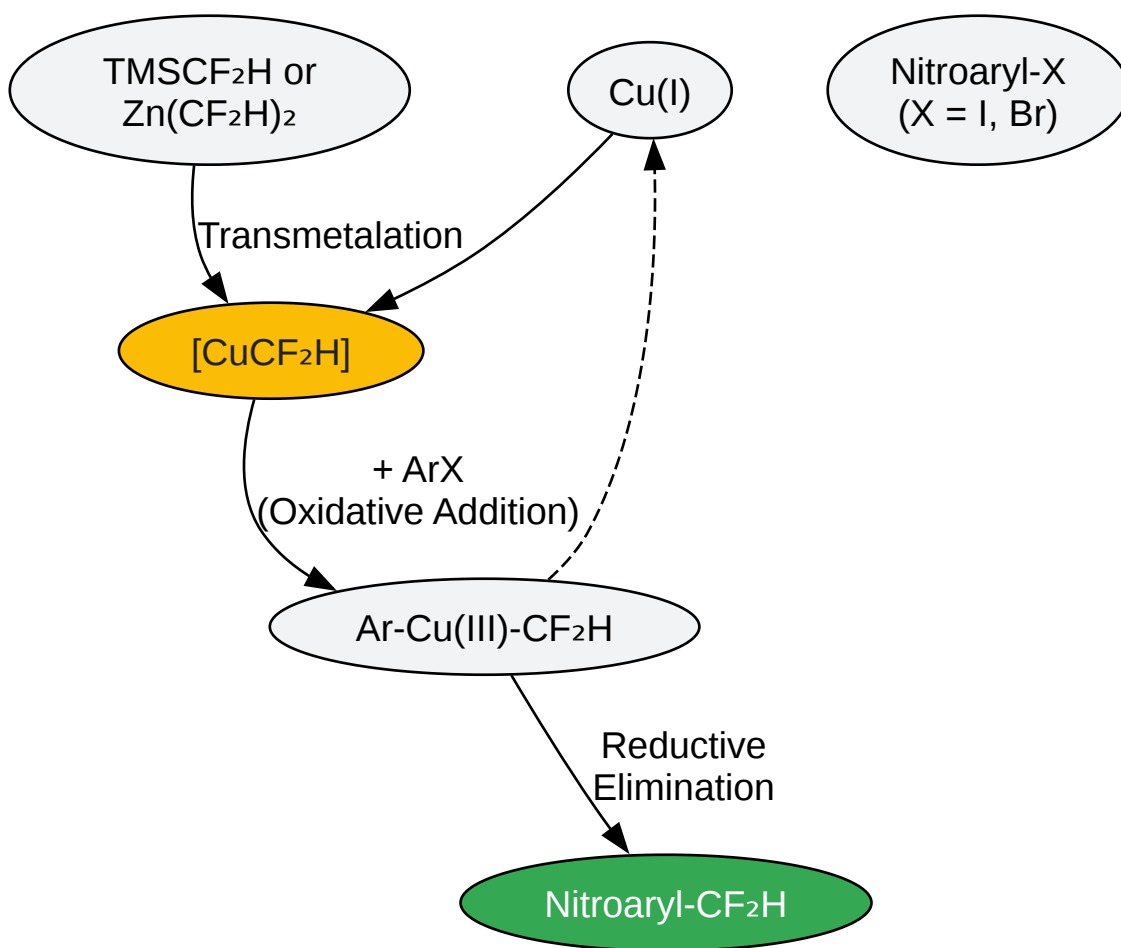 TMSCF₂H or
Zn(CF₂H)₂
Cu(I)
Nitroaryl-X
(X = I, Br)
Transmetalation
[CuCF₂H]
+ ArX
(Oxidative Addition)
Ar-Cu(III)-CF₂H
Reductive
Elimination
Nitroaryl-CF₂H